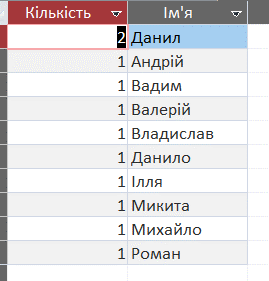 Кількість Ім'я
2 Данил
1 Андрій
1 Вадим
1 Валерій
1 Владислав
1 Данило
1 Ілля
1 Микита
1 Михайло
1 Роман